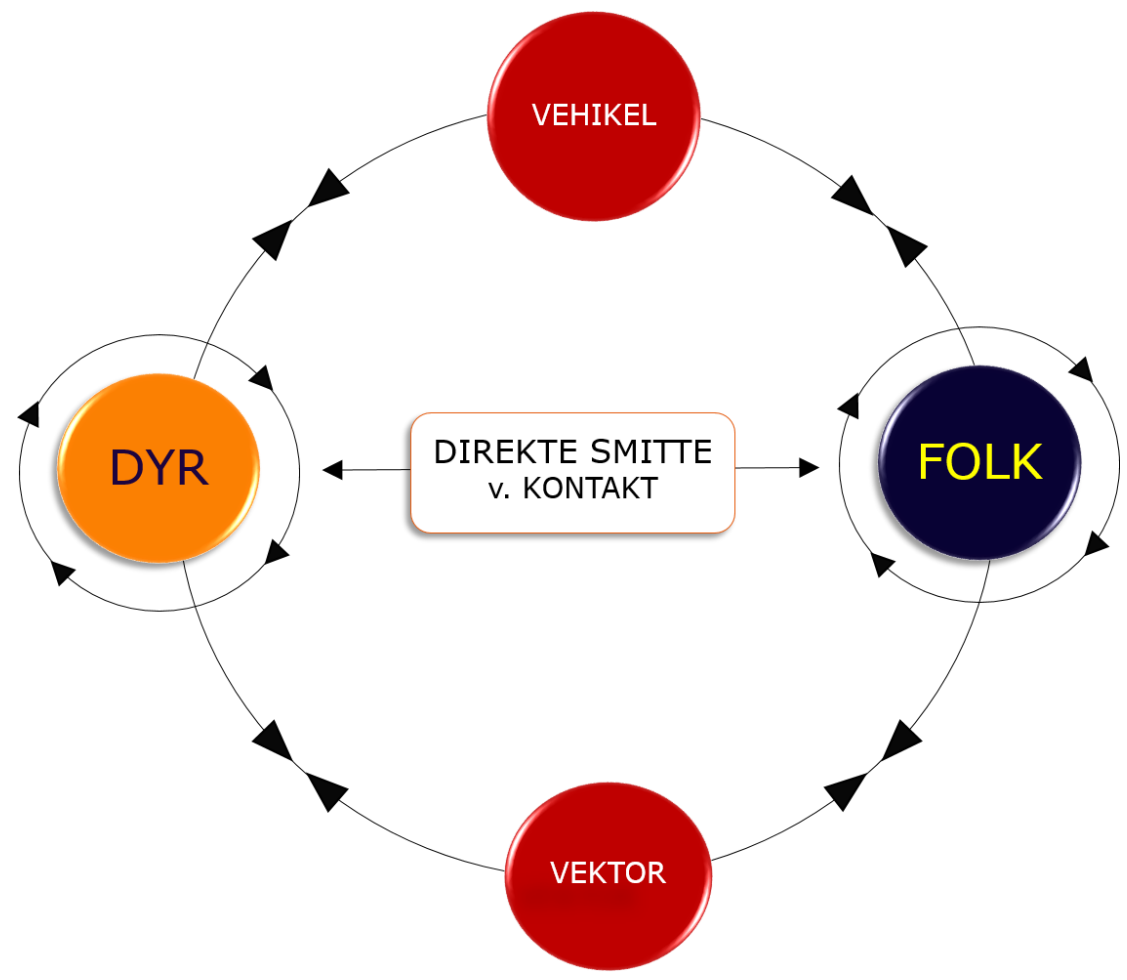 VEHIKEL
DYR
DIREKTE SMITTE
v. KONTAKT
FOLK
VEKTOR